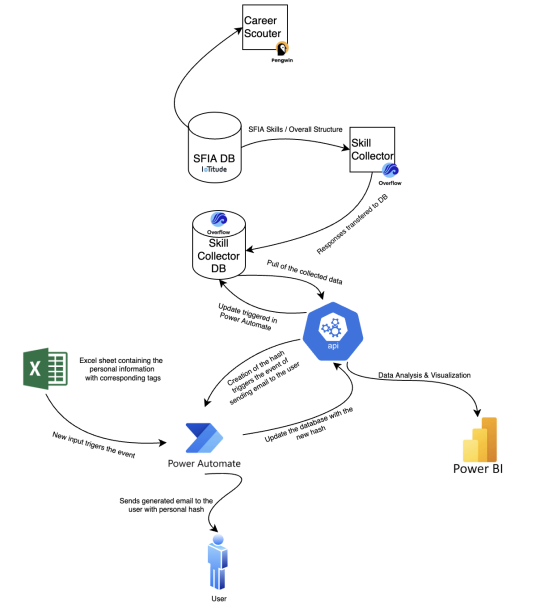 Career
Scouter
Pengwin
SFIA Skills / Overall Structure
SFIA DB
IoTitude
Skill
Collector
Overflow
Responses transfered to DB
Overflow
Skill
Collector
DB
Pull of the collected data
Update triggered in
Power Automate
api
Excel sheet containing the
personal information
with corresponding tags
X
Creation of the hash
triggers the event of
sending email to the user
Data Analysis & Visualization
New input trigers the event
Update the database with the
new hash
Power Automate
Power BI
Sends generated email to the
user with personal hash
User